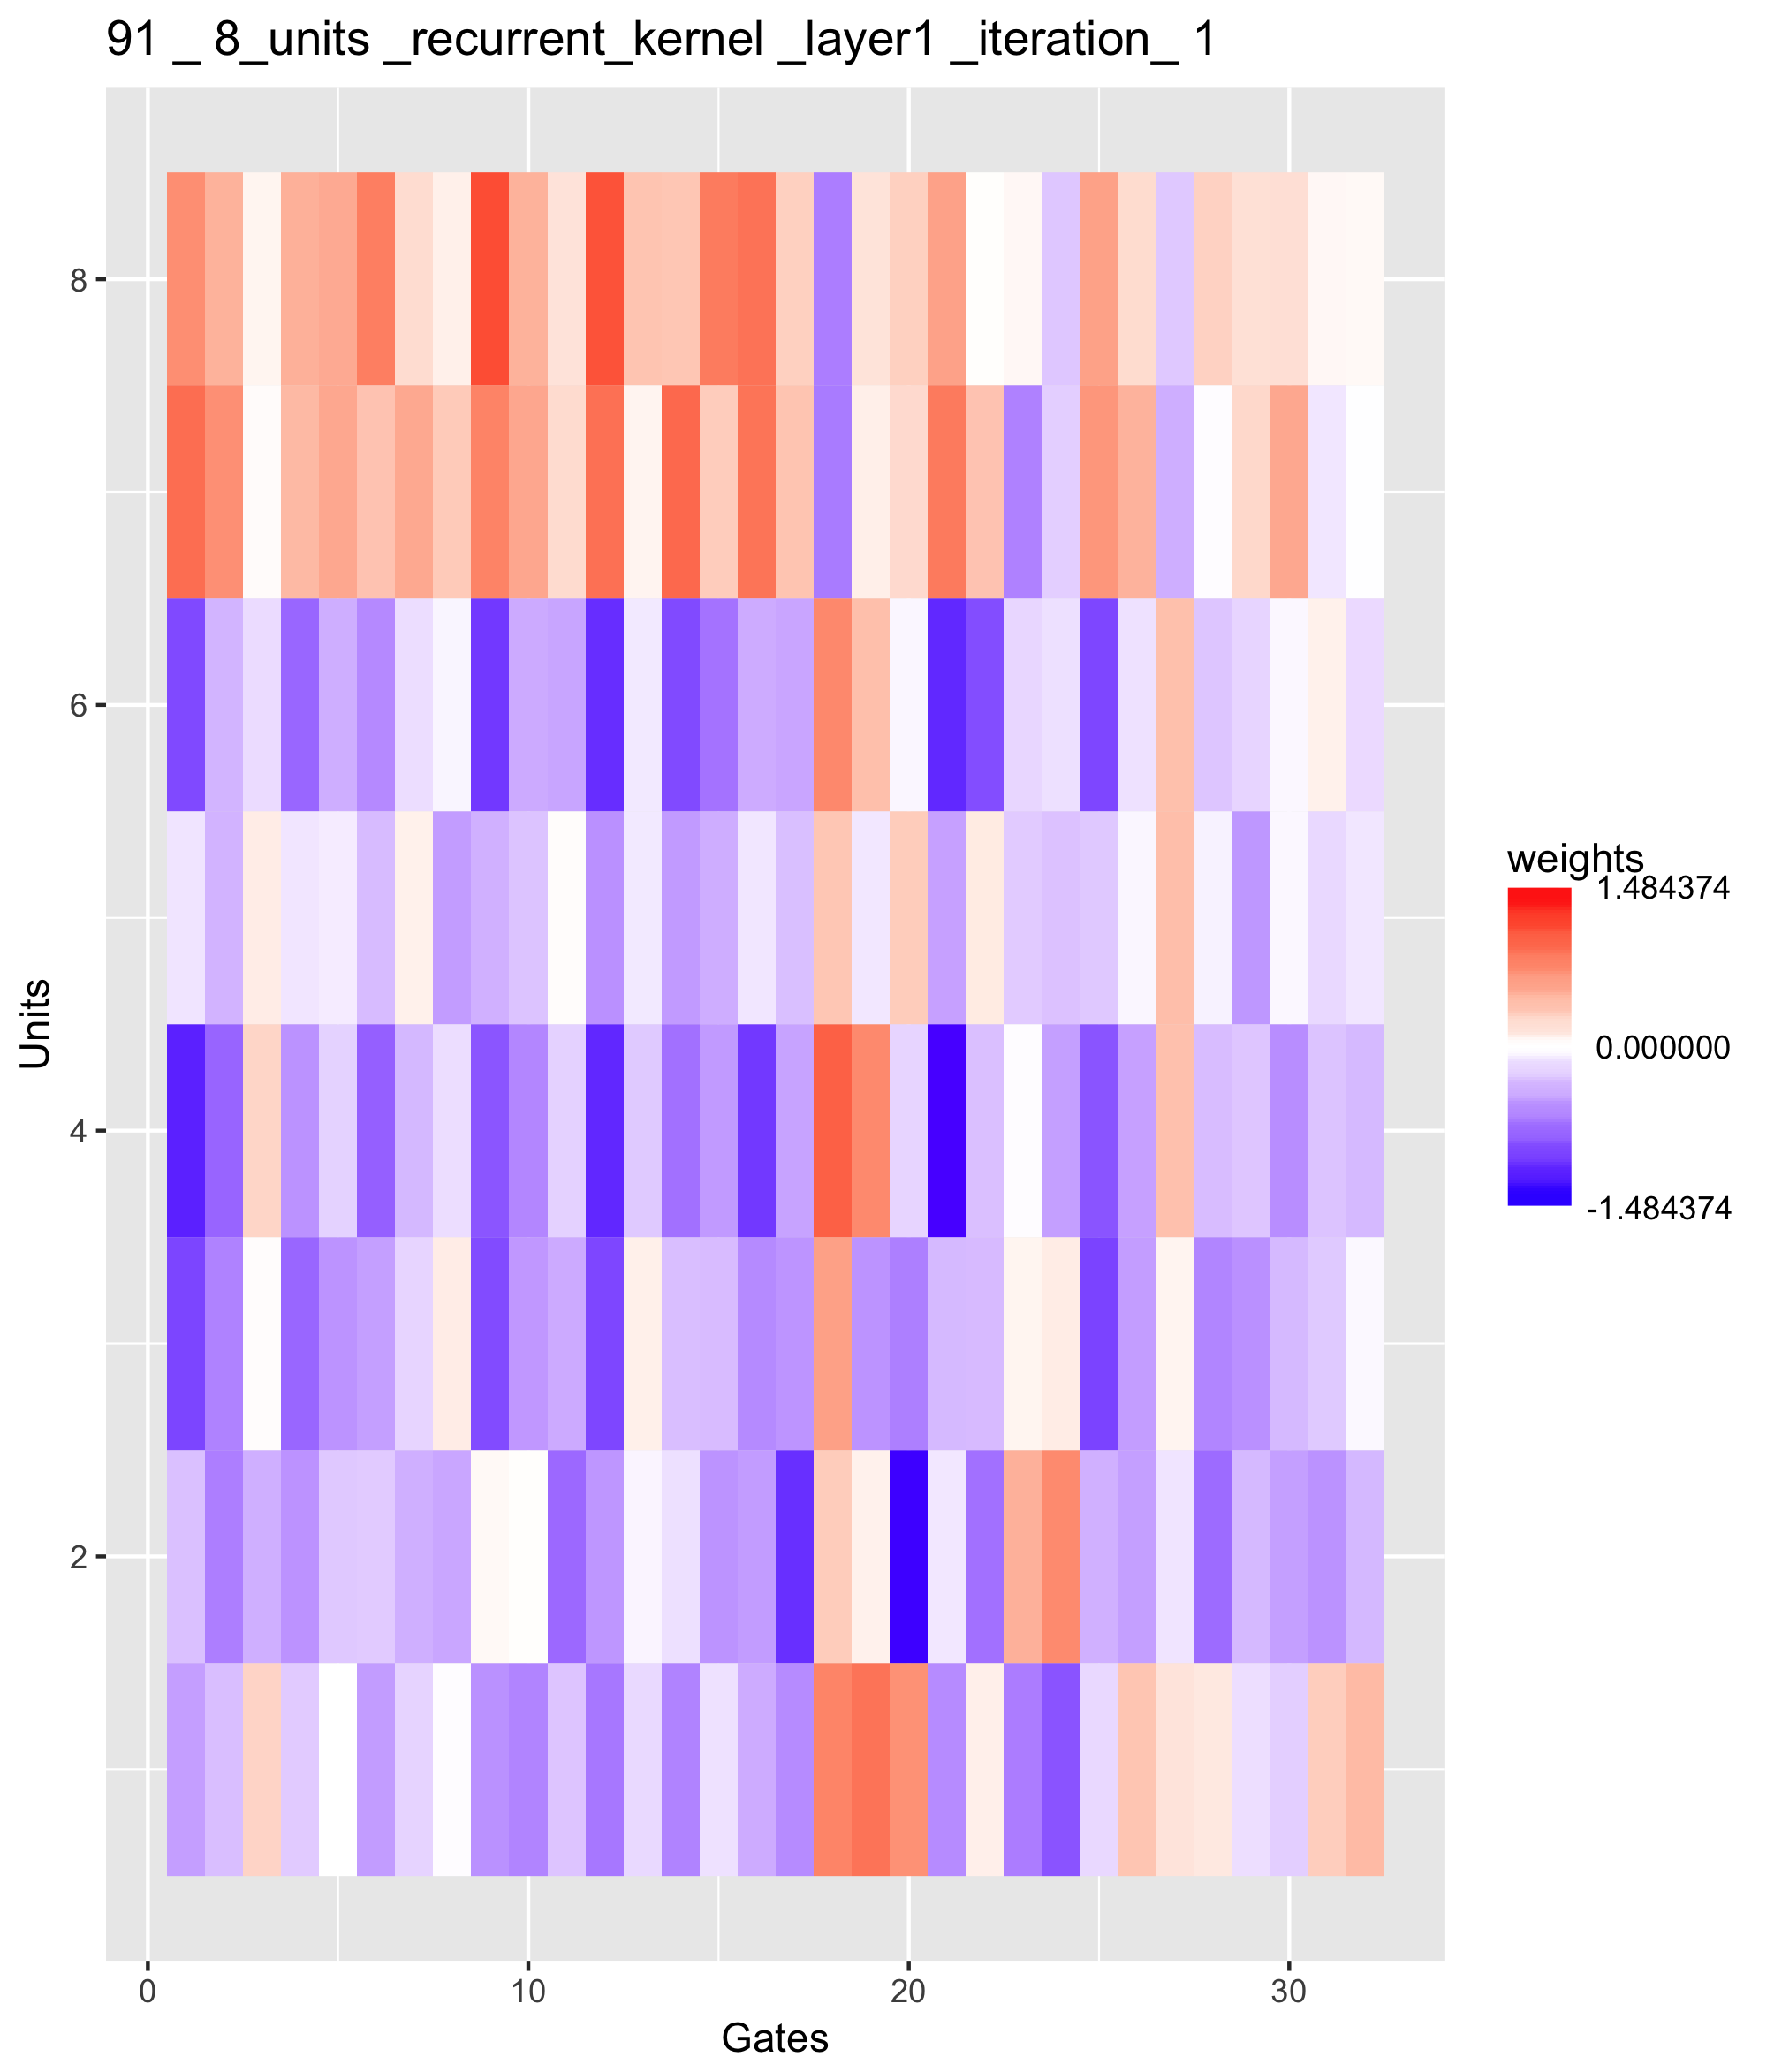 91 _ 8_units _recurrent_kernel _layer1 _iteration_ 1
8
6
4
2
Units
0 10 20 30
Gates
weights
1.484374
0.000000
-1.484374